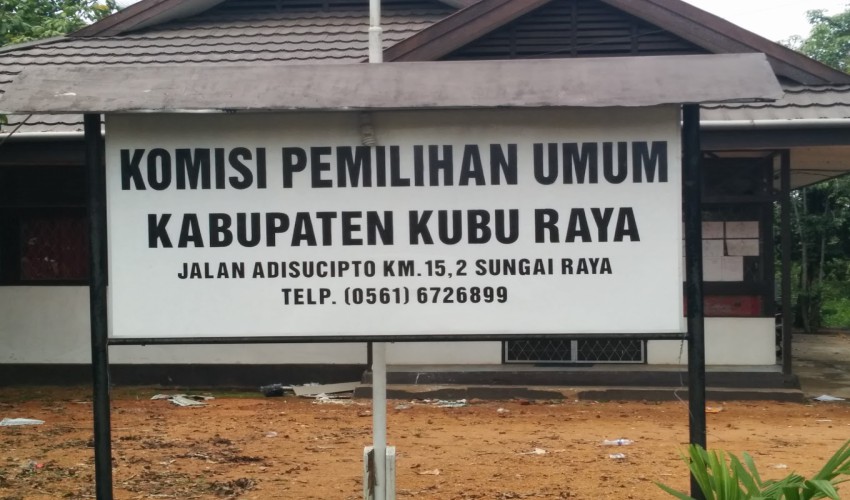 KOMISI PEMILIHAN UMUM
KABUPATEN KUBU RAYA
JALAN ADISUCIPTO KM.15,2 SUNGAI RAYA
TELP. (0561) 6726899